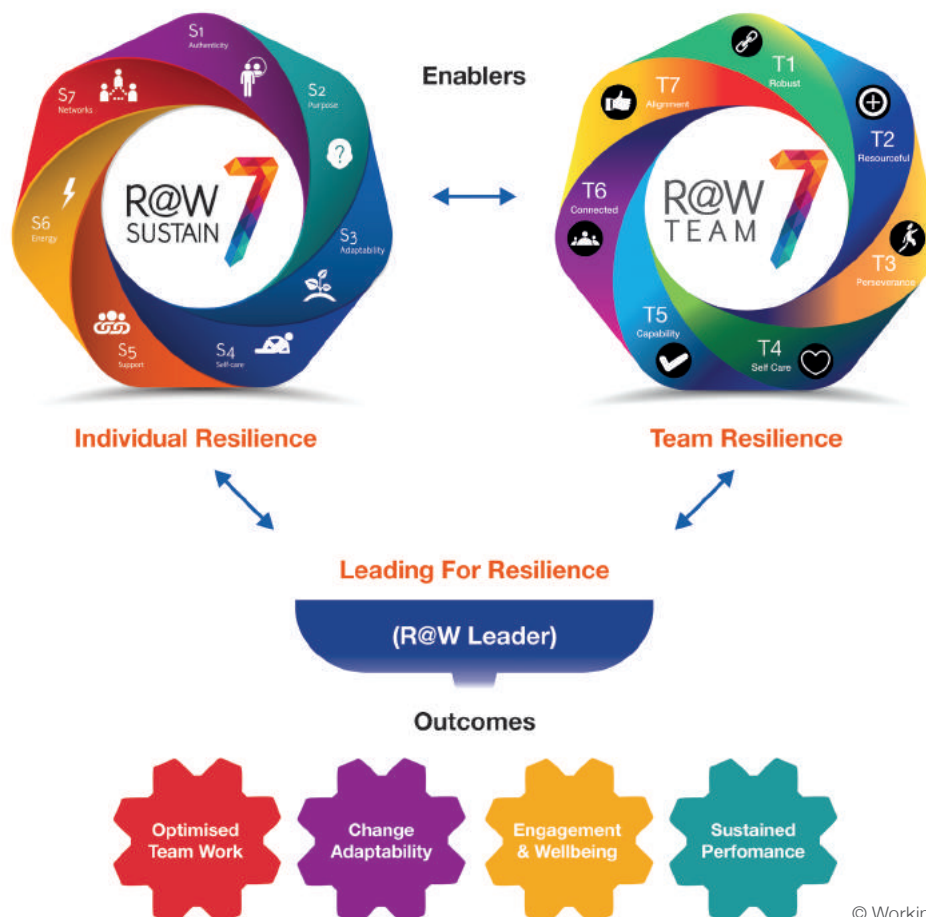 Enablers
S1
Authenticity
S2
Purpose
S3
Adaptability
S4
Self-care
S5
Support
S6
Energy
S7
Networks
R@W 7
SUSTAIN
T1
Robust
T2
Resourceful
T3
Perseverance
T4
Self Care
T5
Capability
T6
Connected
T7
Alignment
R@W 7
TEAM
Individual Resilience
Team Resilience
Leading For Resilience
(R@W Leader)
Outcomes
Optimised
Team Work
Change
Adaptability
Engagement
& Wellbeing
Sustained
Perfomance
©